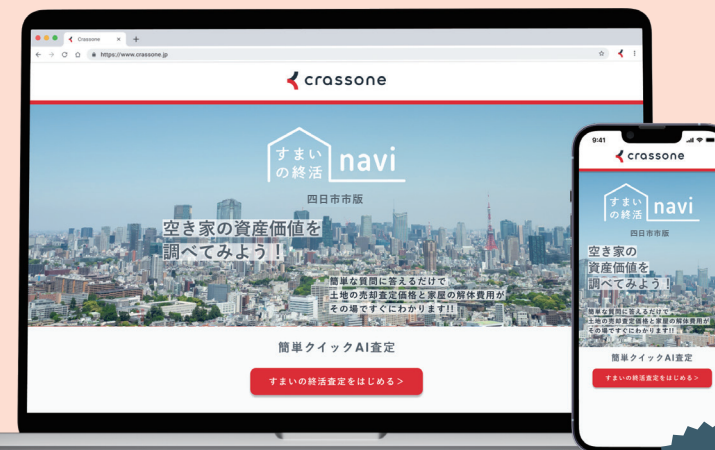 Crassone
https://www.crassone.jp
crassone
すまい
の終活
navi
四日市市版
空き家の資産価値を
調べてみよう！
簡単な質問に答えるだけで
土地の売却査定価格と家屋の解体費用が
その場ですぐにわかります!!
簡単クイックAI査定
すまいの終活査定をはじめる＞
9:41
crassone
すまい
の終活
navi
四日市市版
空き家の
資産価値を
調べてみよう！
簡単な質問に答えるだけで
土地の売却査定価格と家屋の解体費用が
その場ですぐにわかります!!
簡単クイックAI査定
すまいの終活査定をはじめる＞